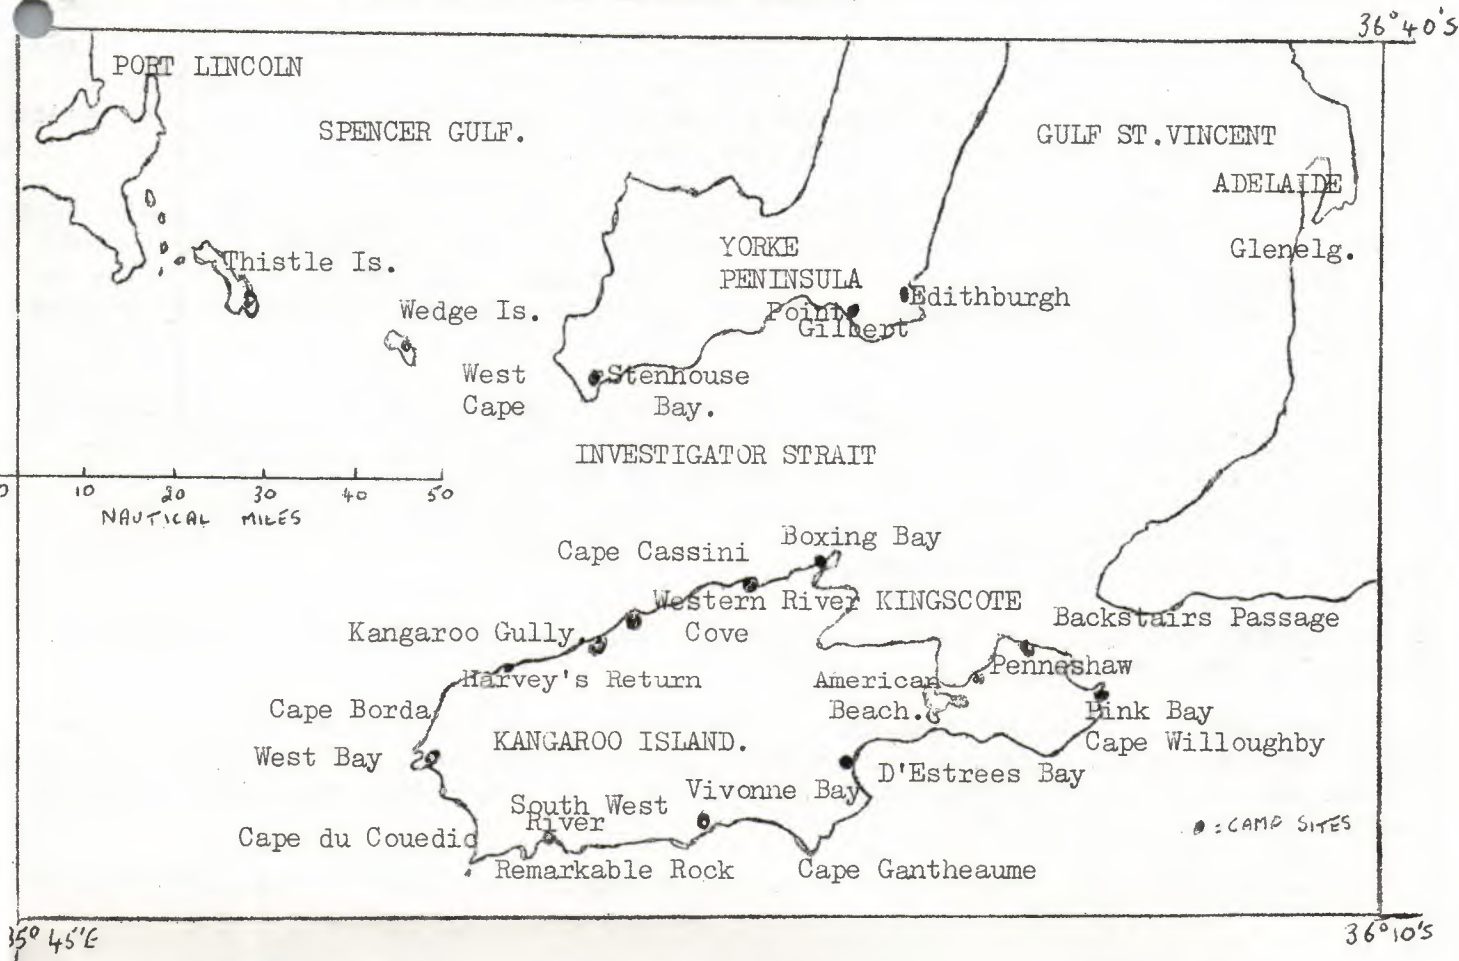 36°40'S
PORT LINCOLN
SPENCER GULF.
GULF ST.VINCENT
ADELAIDE
Glenelg.
YORKE
PENINSULA
Thistle Is.
Wedge Is.
Edithburgh
Point
Gilbert
West
Cape
Stenhouse
Bay.
INVESTIGATOR STRAIT
0 10 20 30 40 50
NAUTICAL MILES
Boxing Bay
Cape Cassini
Western River
Cove
KINGSCOTE
Backstairs Passage
Kangaroo Gully.
Harvey's Return
Penneshaw
American
Beach.
Cape Borda
Pink Bay
Cape Willoughby
West Bay
KANGAROO ISLAND.
D'Estrees Bay
Vivonne Bay
South West
River
: CAMP SITES
Cape du Couedic
Remarkable Rock
Cape Gantheaume
35° 45'E
36°10'S